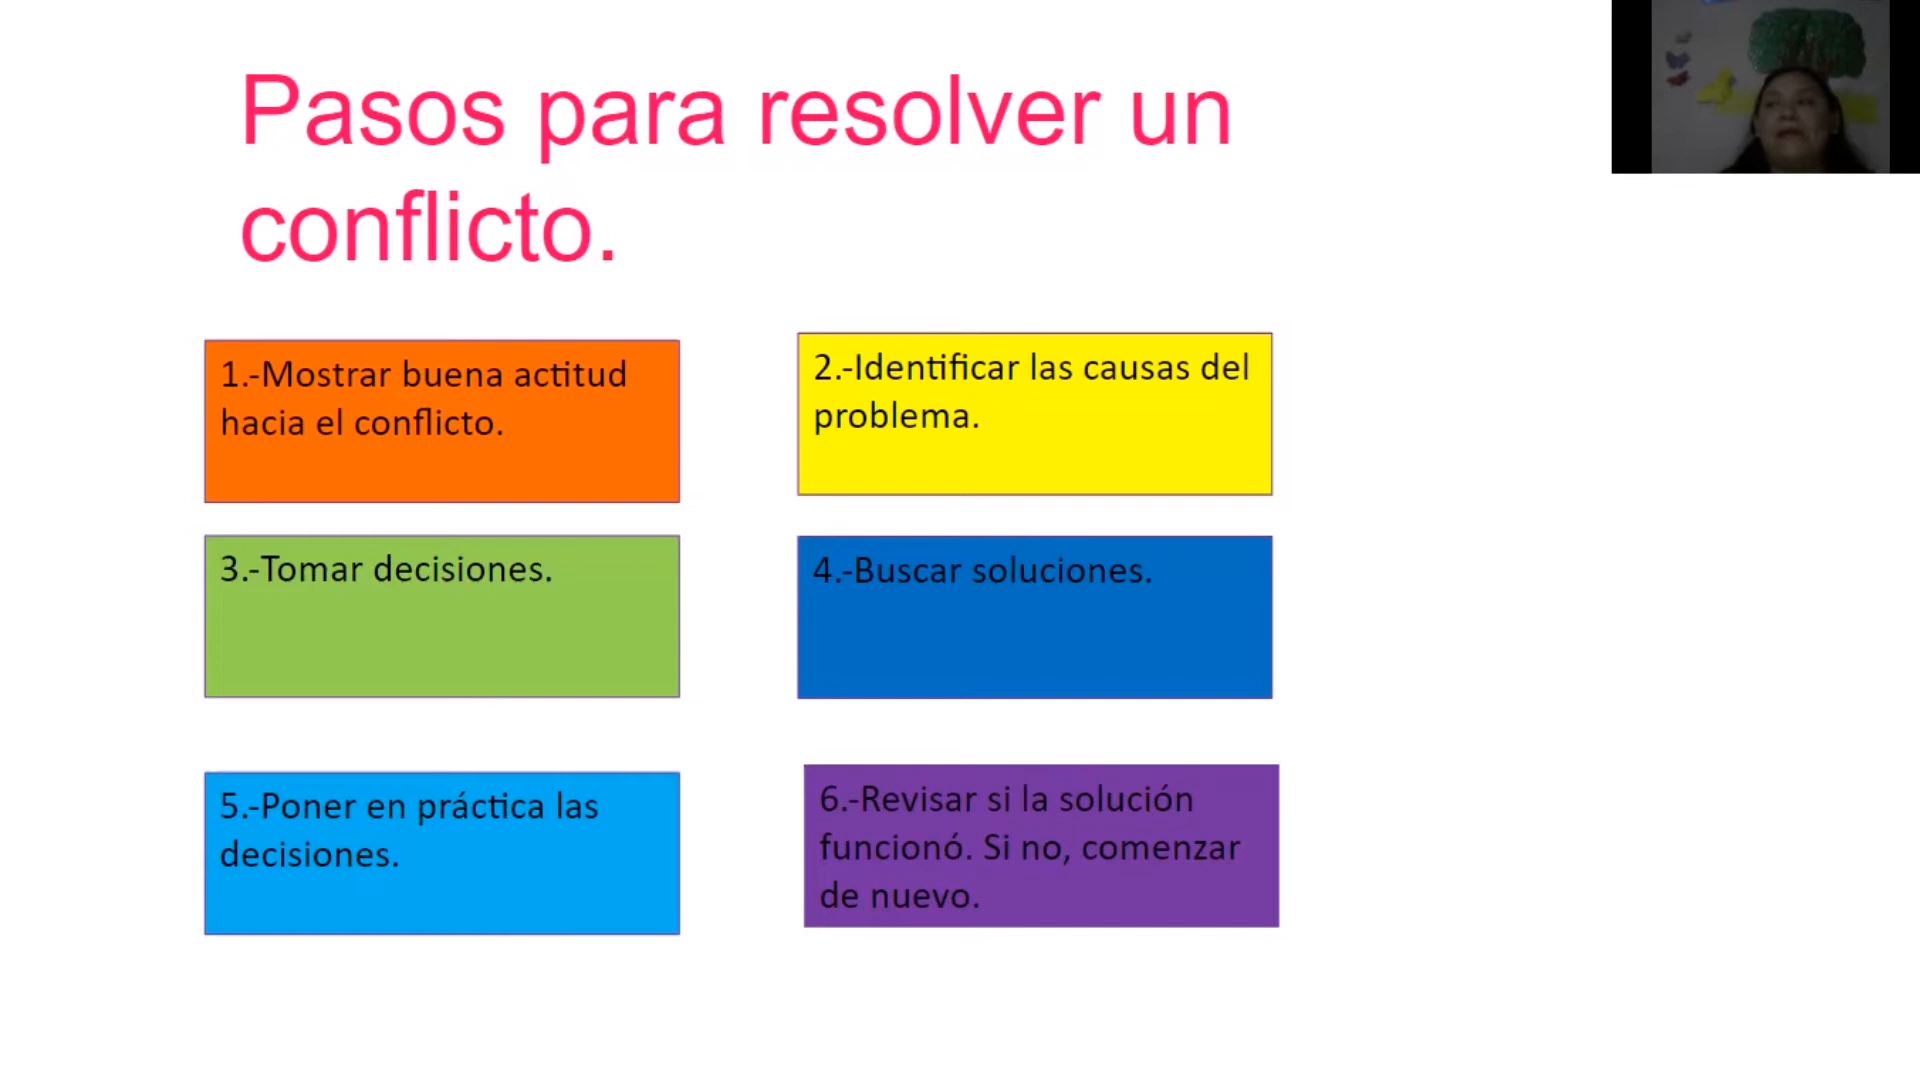 Pasos para resolver un
conflicto.
1.-Mostrar buena actitud
hacia el conflicto.
2.-Identificar las causas del
problema.
3.-Tomar decisiones.
4.-Buscar soluciones.
5.-Poner en práctica las
decisiones.
6.-Revisar si la solución
funcionó. Si no, comenzar
de nuevo.